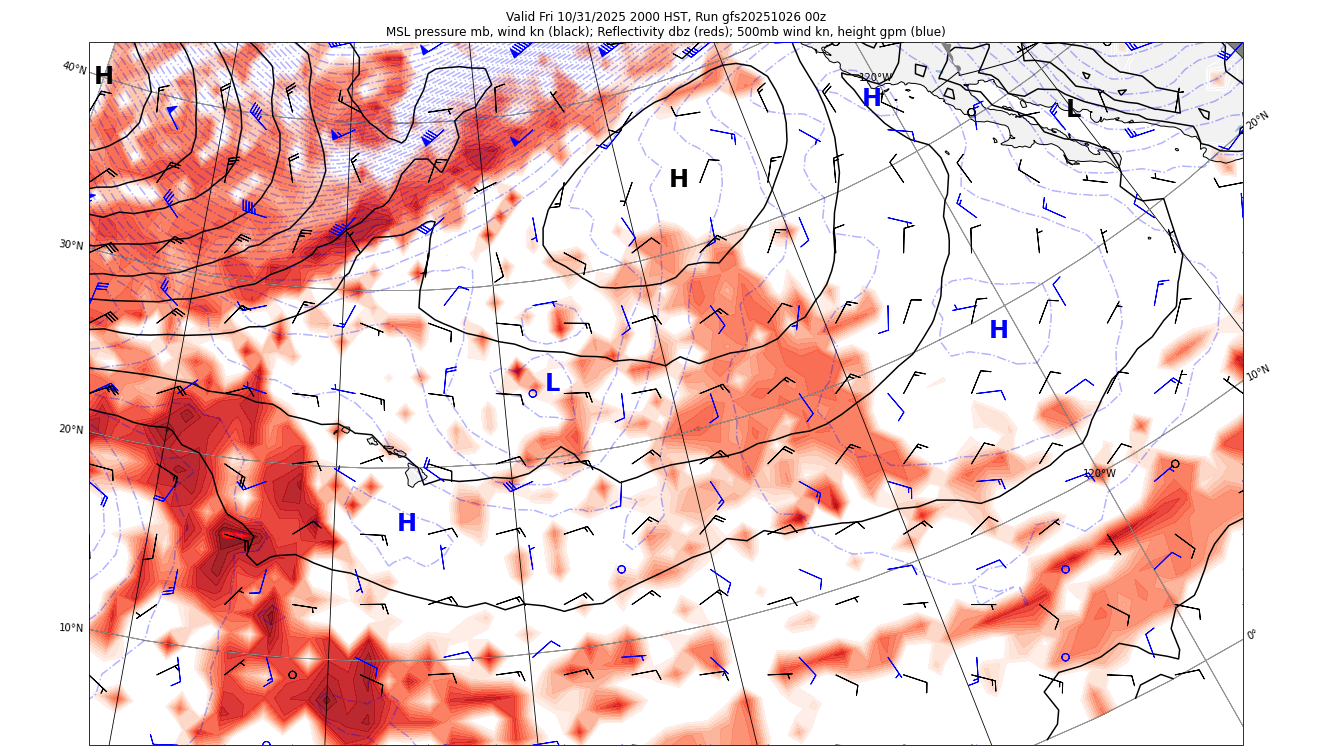 Valid Fri 10/31/2025 2000 HST, Run gfs20251026 00z
MSL pressure mb, wind kn (black); Reflectivity dbz (reds); 500mb wind kn, height gpm (blue)
40°N
H
120°W
H
L
20°N
H
30°N
H
10°N
L
20°N
120°W
H
10°N
0°